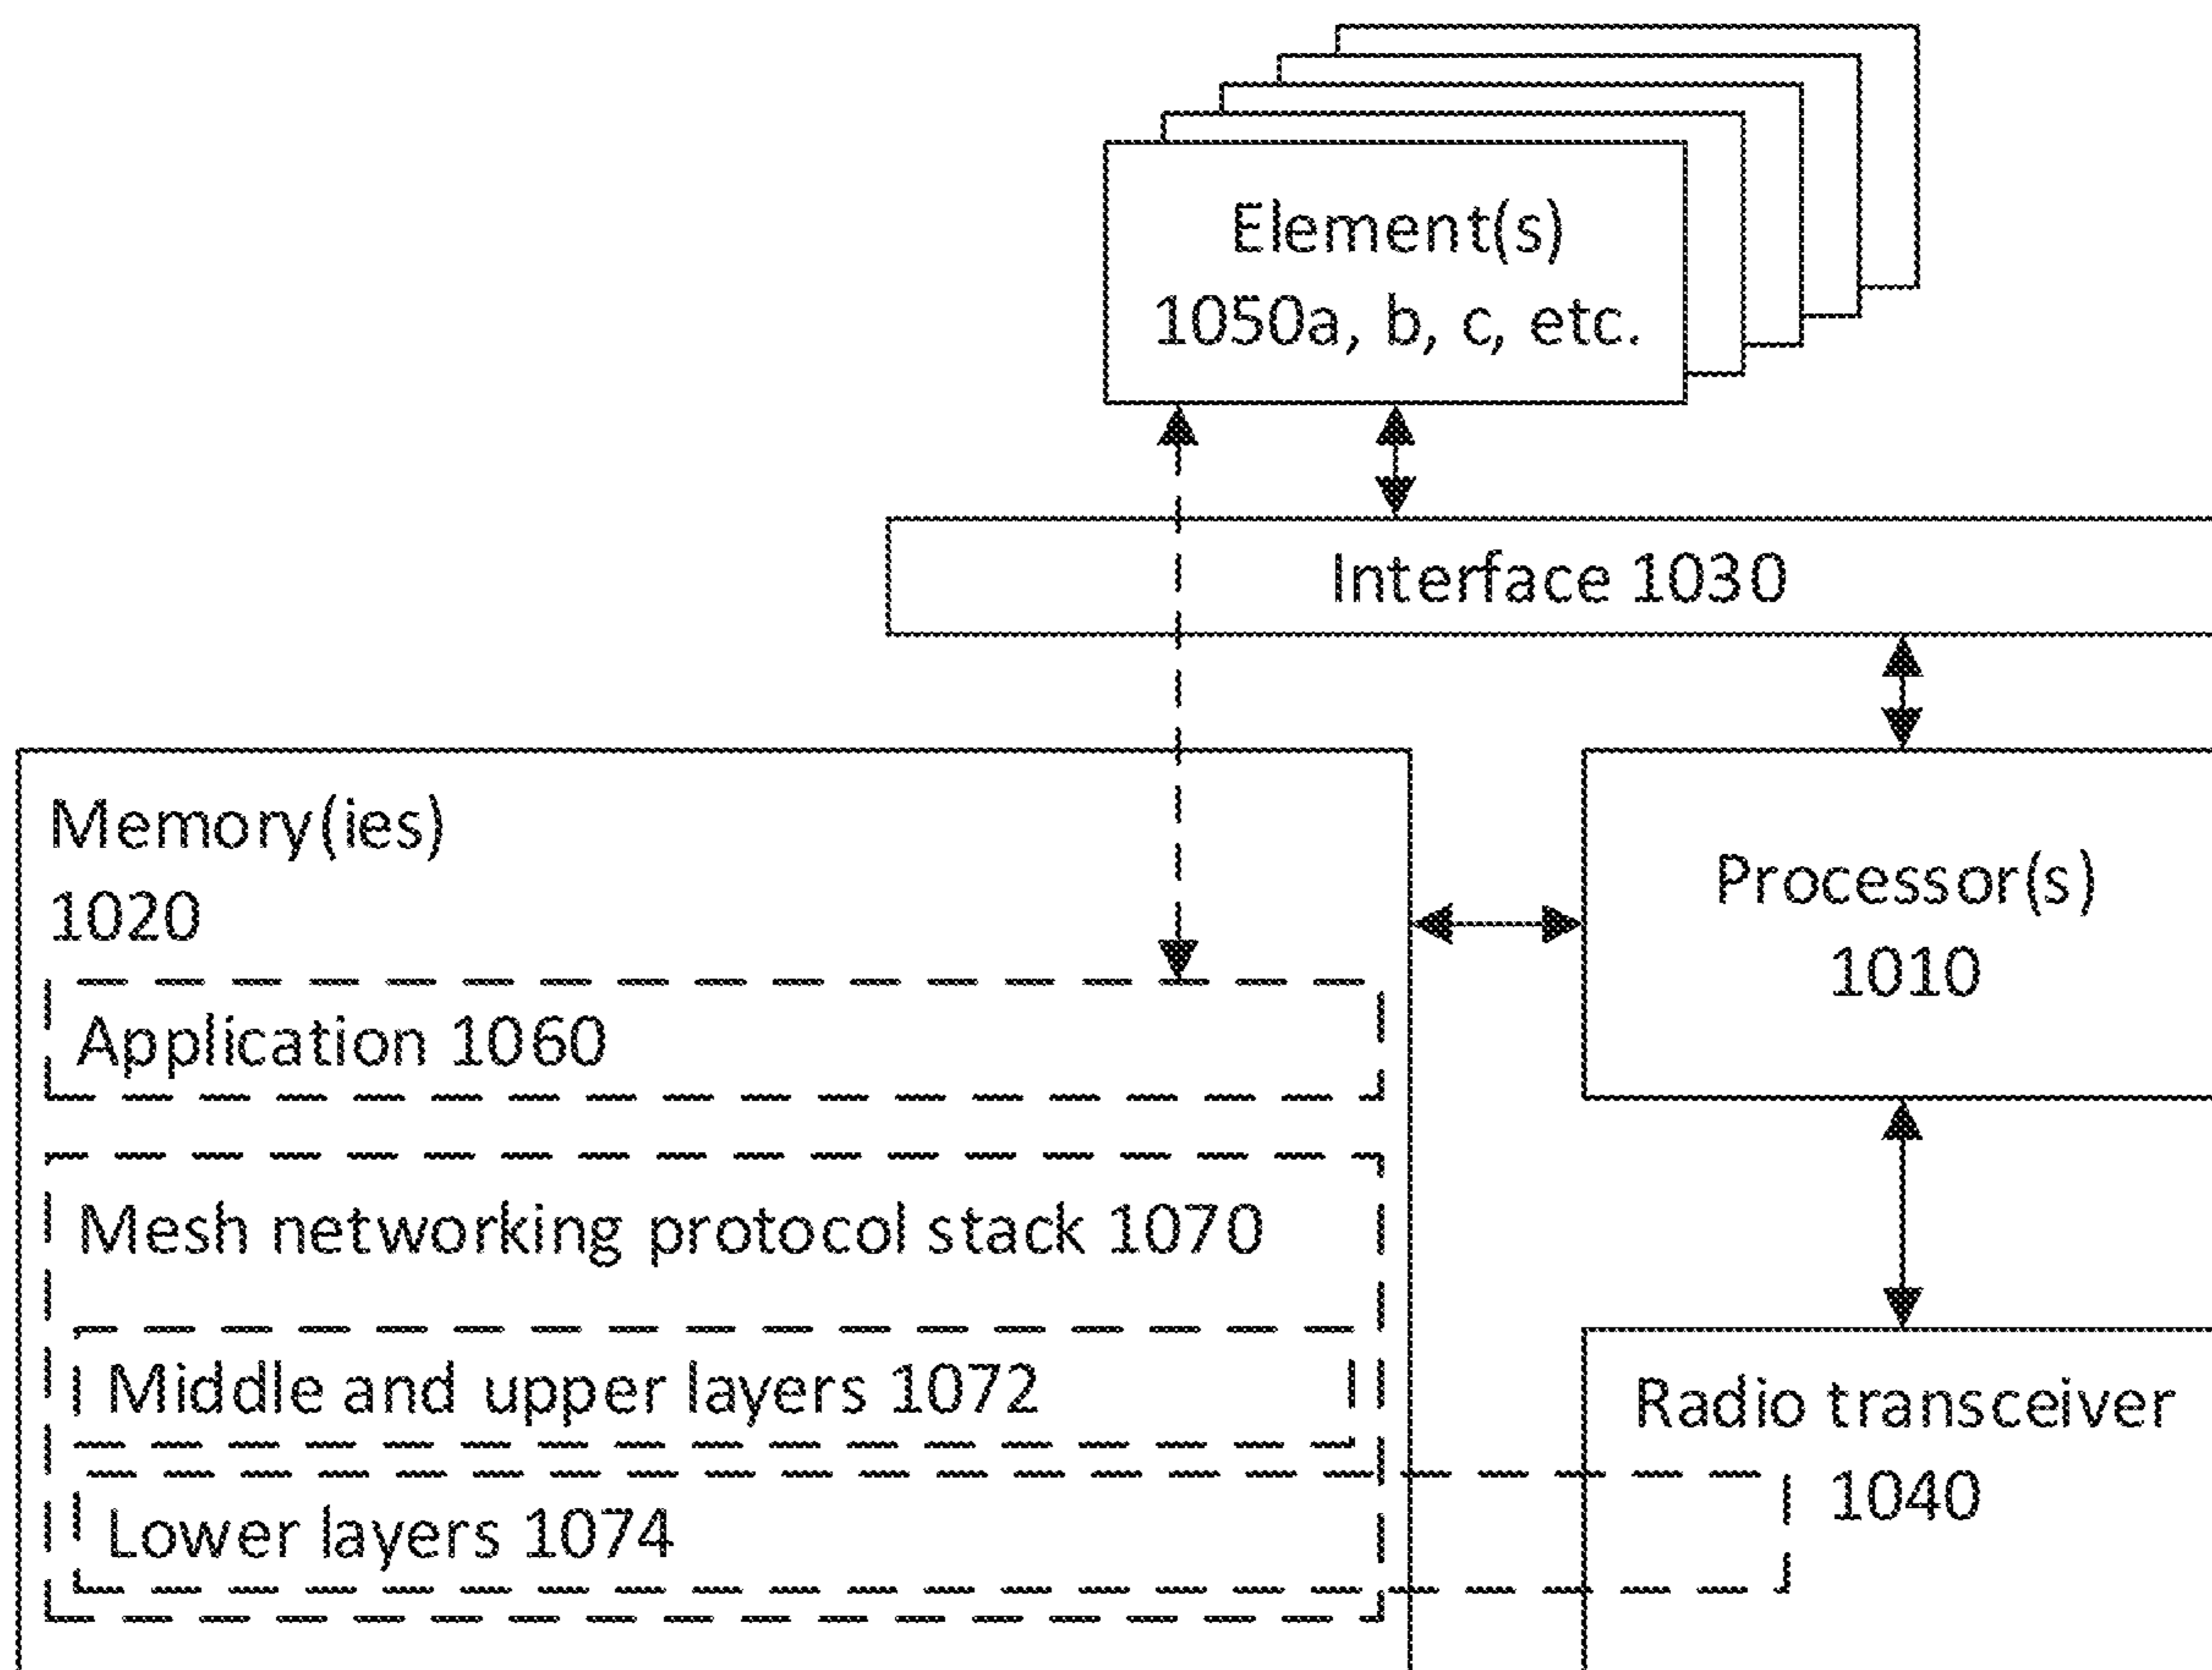 Element(s)
1050a, b, c, etc.
Interface 1030
Memory(ies)
1020
Processor(s)
1010
Application 1060
Mesh networking protocol stack 1070
Middle and upper layers 1072
Lower layers 1074
Radio transceiver
1040